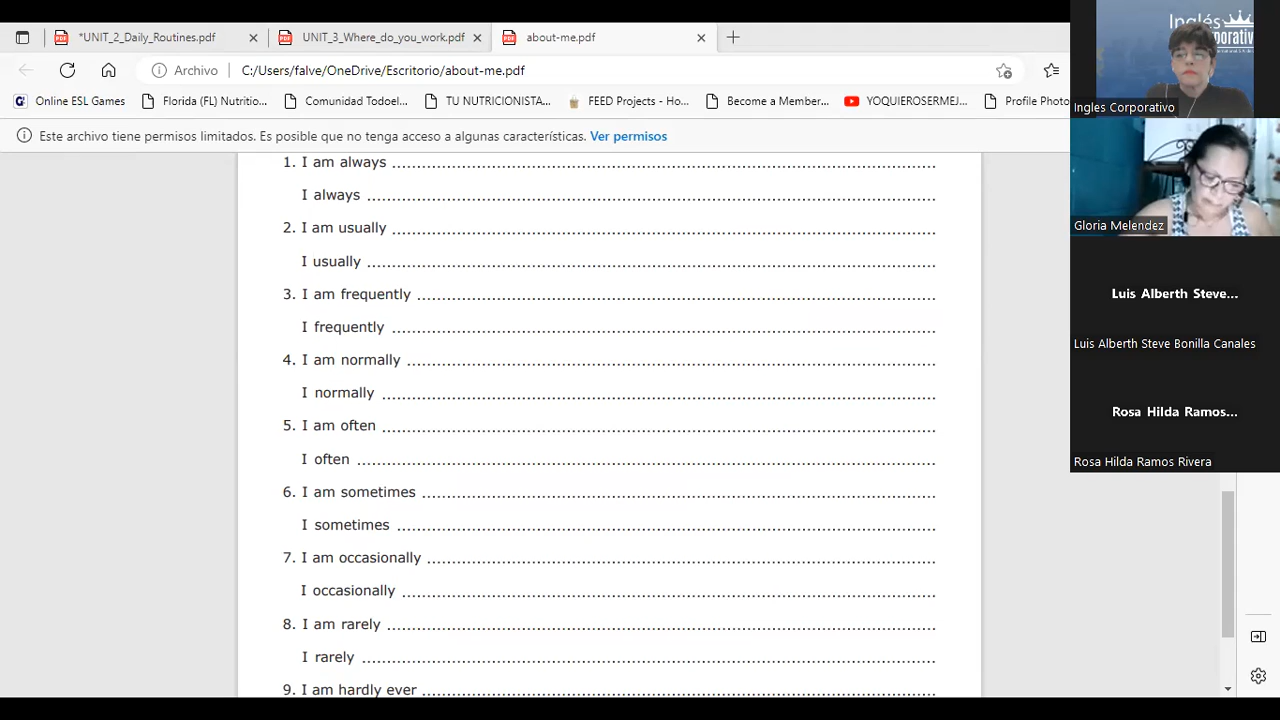 *UNIT_2_Daily_Routines.pdf
UNIT_3_Where_do_you_work.pdf
about-me.pdf
Archivo
C:/Users/falve/OneDrive/Escritorio/about-me.pdf
Online ESL Games
Florida (FL) Nutritio...
Comunidad Todoel...
TU NUTRICIONISTA...
FEED Projects - Ho...
Become a Member...
YOQUIEROSERMEJ...
Profile Photo
Este archivo tiene permisos limitados. Es posible que no tenga acceso a algunas características. Ver permisos
1. I am always ........................................
I always ........................................
2. I am usually ........................................
I usually ........................................
3. I am frequently ........................................
I frequently ........................................
4. I am normally ........................................
I normally ........................................
5. I am often ........................................
I often ........................................
6. I am sometimes ........................................
I sometimes ........................................
7. I am occasionally ........................................
I occasionally ........................................
8. I am rarely ........................................
I rarely ........................................
9. I am hardly ever ........................................
Inglés
Ingles Corporativo
Gloria Melendez
Luis Alberth Steve...
Luis Alberth Steve Bonilla Canales
Rosa Hilda Ramos...
Rosa Hilda Ramos Rivera